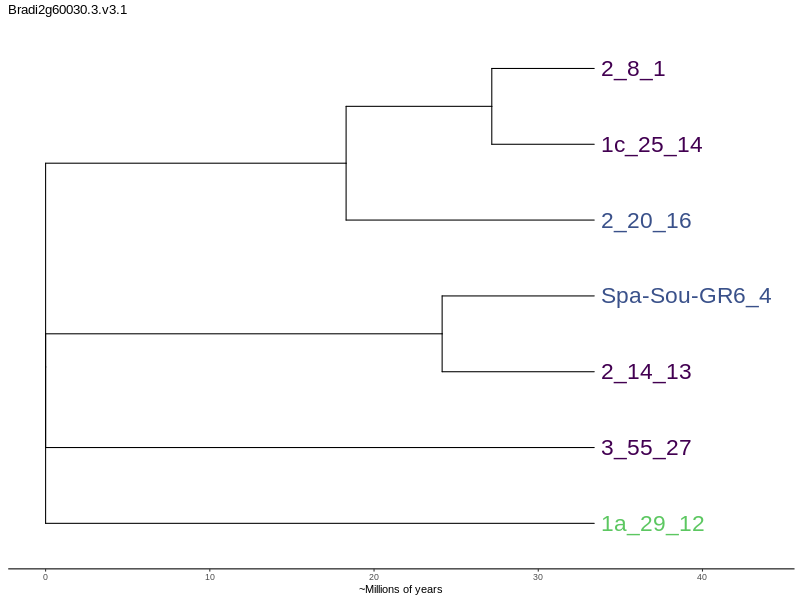 Bradi2g60030.3.v3.1
2_8_1
1c_25_14
2_20_16
Spa-Sou-GR6_4
2_14_13
3_55_27
1a_29_12
0 10 20 30 40
~Millions of years